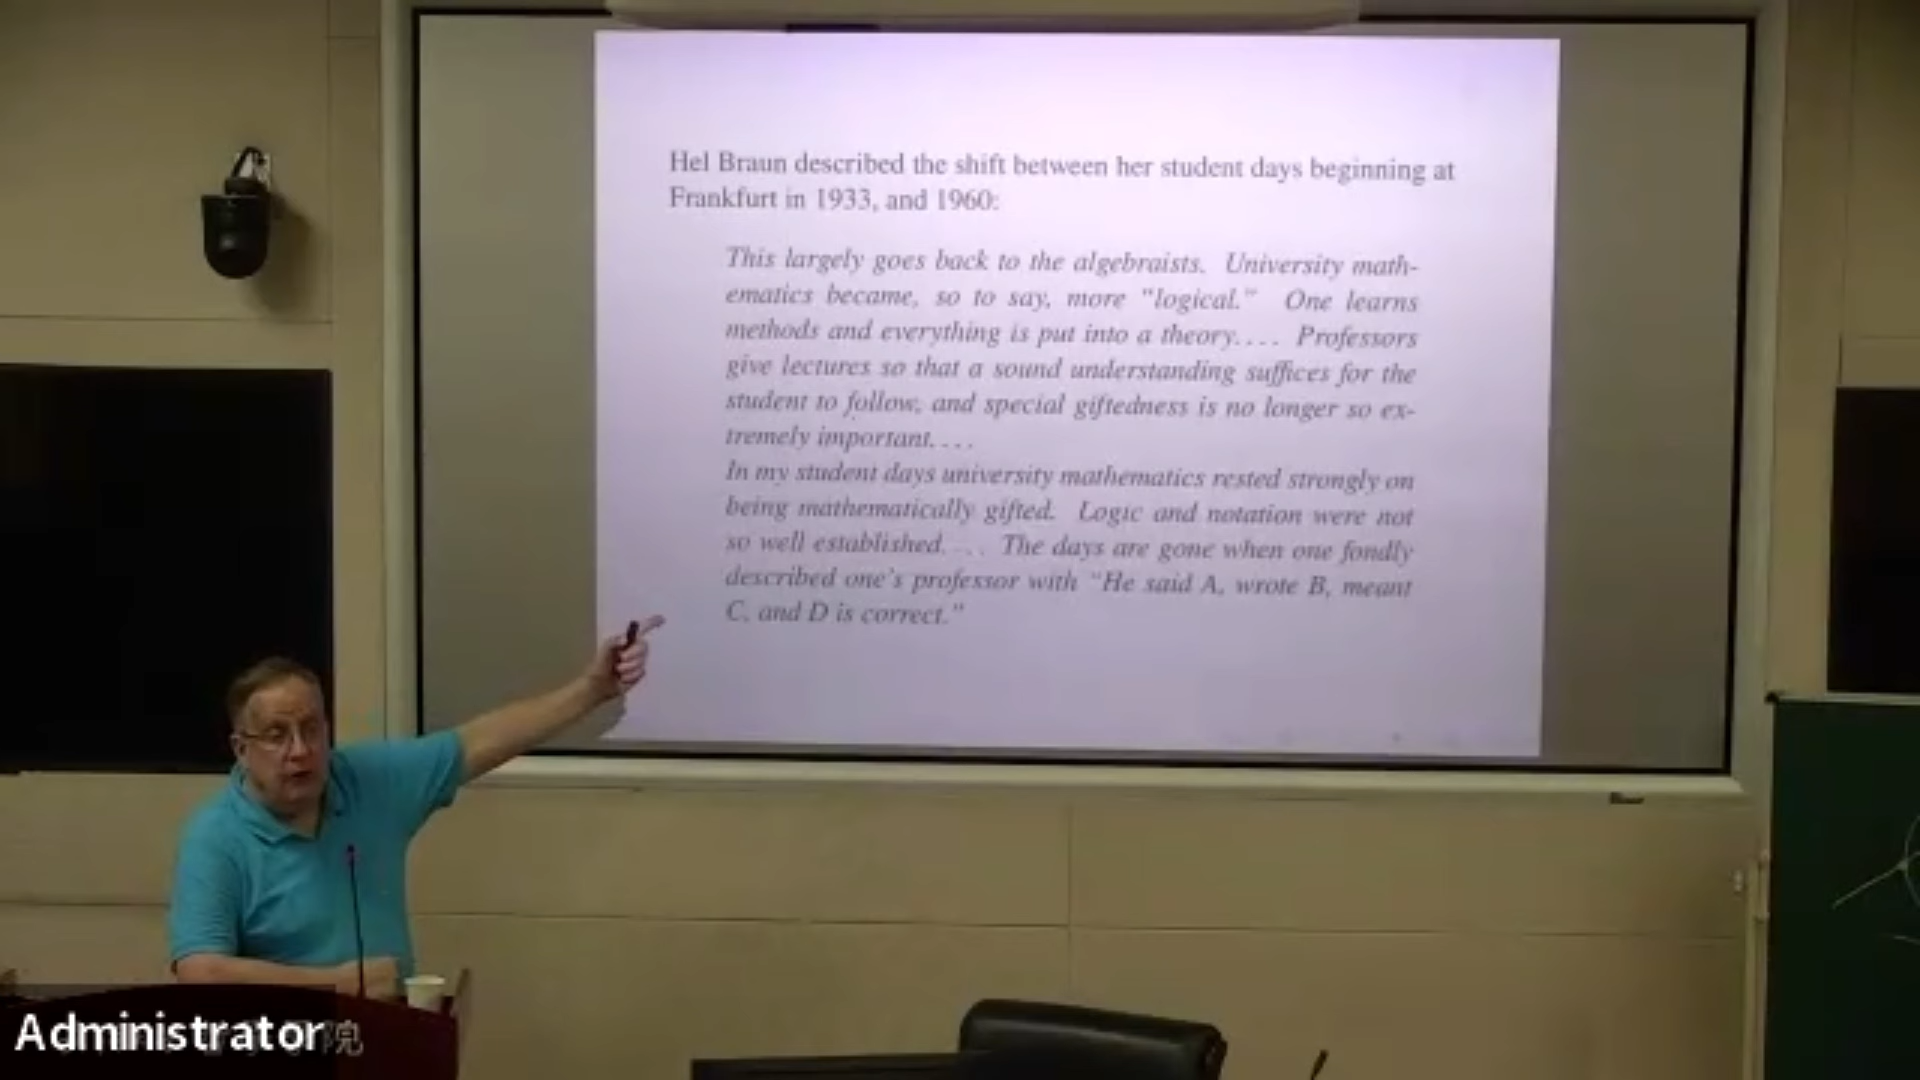 Hel Braun described the shift between her student days beginning at
Frankfurt in 1933, and 1960:
This largely goes back to the algebraists. University math-
ematics became, so to say, more "logical." One learns
methods and everything is put into a theory.... Professors
give lectures so that a sound understanding suffices for the
student to follow, and special giftedness is no longer so ex-
tremely important....
In my student days university mathematics rested strongly on
being mathematically gifted. Logic and notation were not
so well established.... The days are gone when one fondly
described one's professor with "He said A, wrote B, meant
C, and D is correct."
Administrator
院